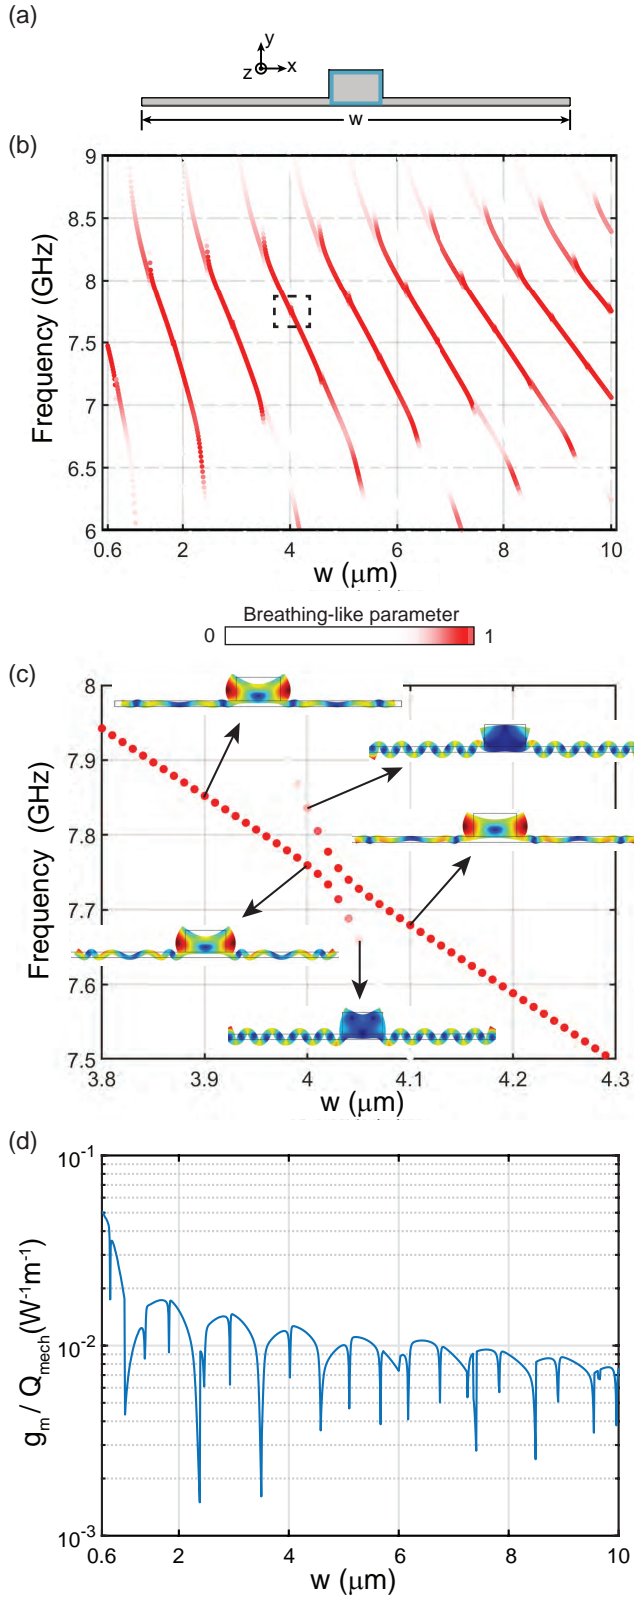 (a)
y
z
x
w
(b)
9
8.5
8
7.5
7
6.5
6
Frequency (GHz)
0.6 2 4 6 8 10
w (μm)
Breathing-like parameter
0 1
(c)
8
7.9
7.8
7.7
7.6
7.5
Frequency (GHz)
3.8 3.9 4 4.1 4.2 4.3
w (μm)
(d)
10-1
10-2
10-3
gm / Qmech(W-1m-1)
0.6 2 4 6 8 10
w (μm)